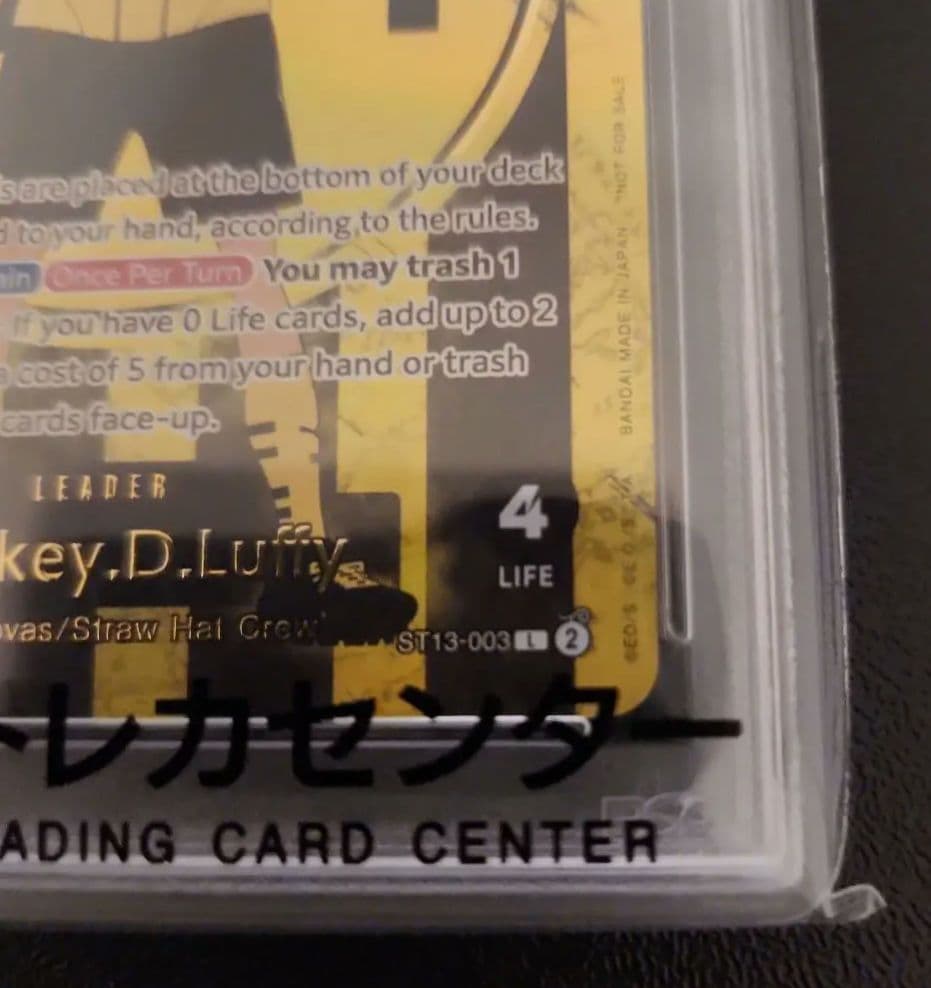 s are placed at the bottom of your deck
d to your hand, according to the rules.
in Once Per Turn You may trash 1
If you have 0 Life cards, add up to 2
a cost of 5 from your hand or trash
cards face-up.
LEADER
key.D.Luffy
4
LIFE
vas/Straw Hat Crew
ST13-003 L 2
BANDAI MADE IN JAPAN *NOT FOR SALE
トレカセンター
ADING CARD CENTER
PSA